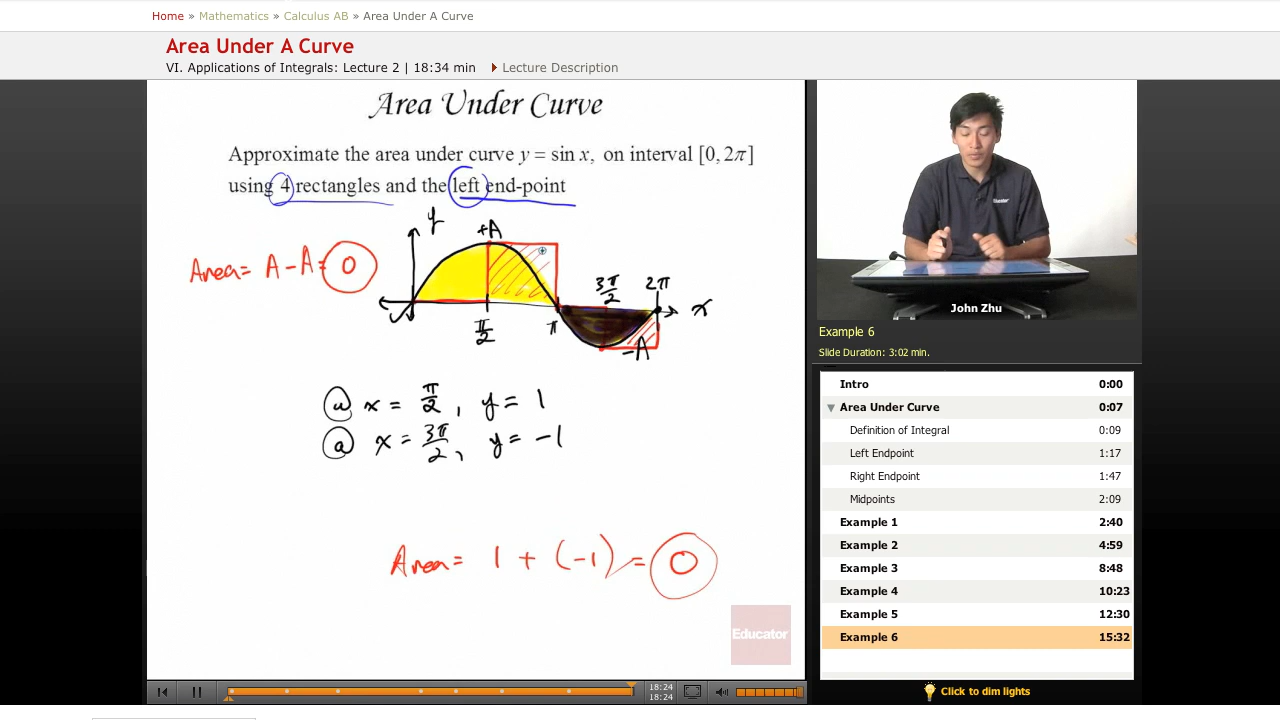 Home » Mathematics » Calculus AB » Area Under A Curve
Area Under A Curve
VI. Applications of Integrals: Lecture 2 | 18:34 min Lecture Description
Area Under Curve
Approximate the area under curve y = sin x, on interval [0, 2π]
using 4 rectangles and the left end-point
y
+A
Area= A-A= 0
3π/2
2π
x
π/2
π
-A
@ x = π/2, y = 1
@ x = 3π/2, y = -1
Area= 1 + (-1) = 0
Educator
18:24
18:24
John Zhu
Example 6
Slide Duration: 3:02 min.
Intro 0:00
Area Under Curve 0:07
Definition of Integral 0:09
Left Endpoint 1:17
Right Endpoint 1:47
Midpoints 2:09
Example 1 2:40
Example 2 4:59
Example 3 8:48
Example 4 10:23
Example 5 12:30
Example 6 15:32
Click to dim lights